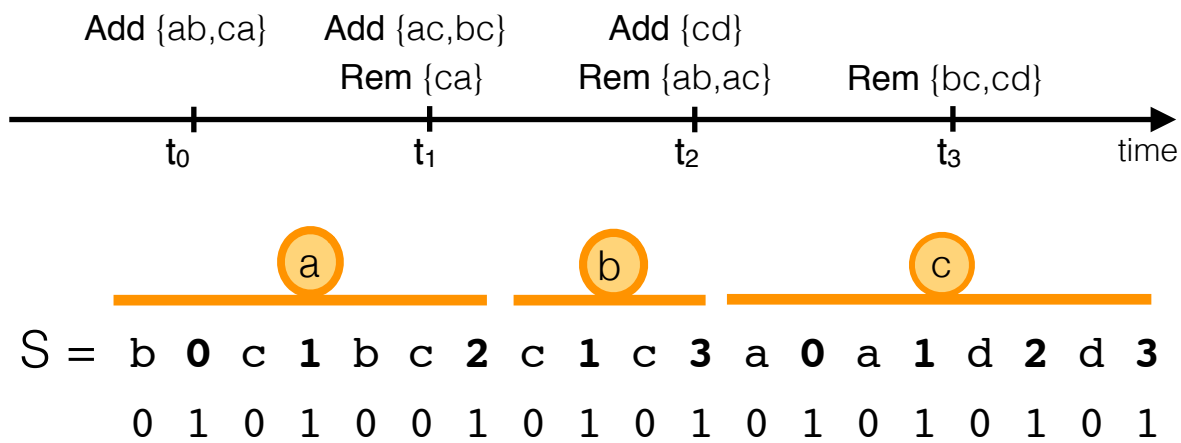 Add {ab,ca} Add {ac,bc} Add {cd}
Rem {ca} Rem {ab,ac} Rem {bc,cd}
t₀ t₁ t₂ t₃ time
a b c
S = b 0 c 1 b c 2 c 1 c 3 a 0 a 1 d 2 d 3
0 1 0 1 0 0 1 0 1 0 1 0 1 0 1 0 1 0 1